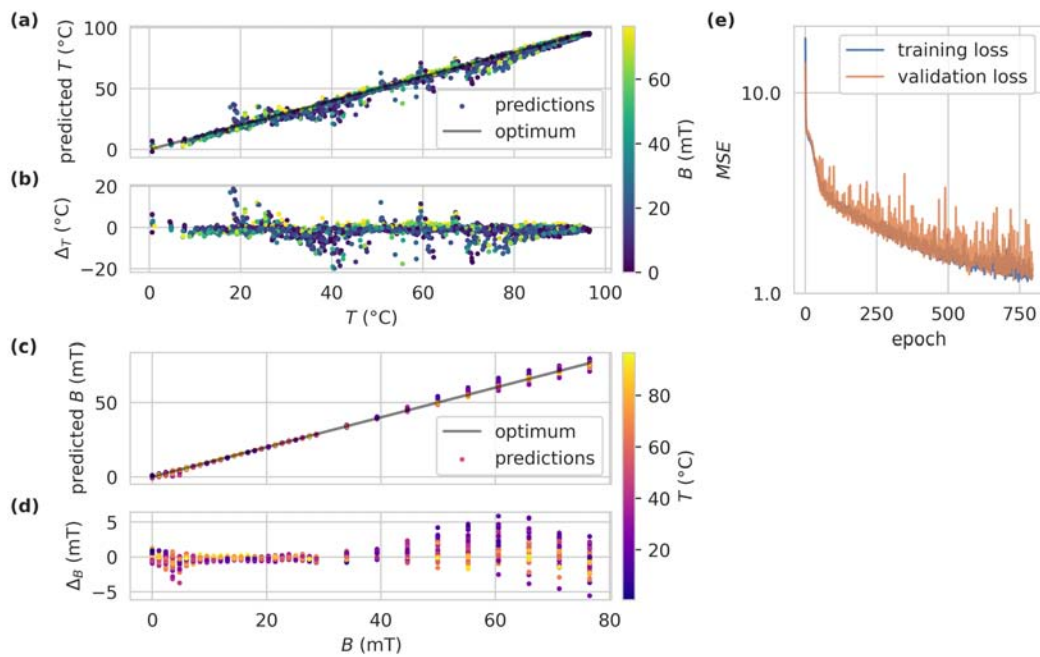 (a)
100
50
0
predicted T (°C)
predictions
optimum
60
40
20
0
B (mT)
(b)
20
0
−20
Δ_T (°C)
0 20 40 60 80 100
T (°C)
(c)
50
0
predicted B (mT)
optimum
predictions
80
60
40
20
T (°C)
(d)
5
0
−5
Δ_B (mT)
0 20 40 60 80
B (mT)
(e)
training loss
validation loss
10.0
1.0
MSE
0 250 500 750
epoch